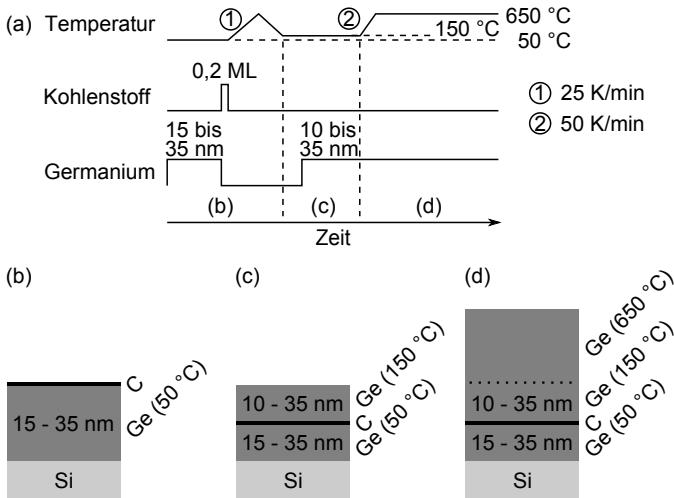 (a) Temperatur ① ② 150 °C 650 °C
50 °C
0,2 ML
Kohlenstoff
① 25 K/min
② 50 K/min
15 bis
35 nm
10 bis
35 nm
Germanium
(b) (c) (d)
Zeit
(b)
C
Ge (50 °C)
15 - 35 nm
Si
(c)
Ge (150 °C)
C
Ge (50 °C)
10 - 35 nm
15 - 35 nm
Si
(d)
Ge (650 °C)
Ge (150 °C)
C
Ge (50 °C)
10 - 35 nm
15 - 35 nm
Si